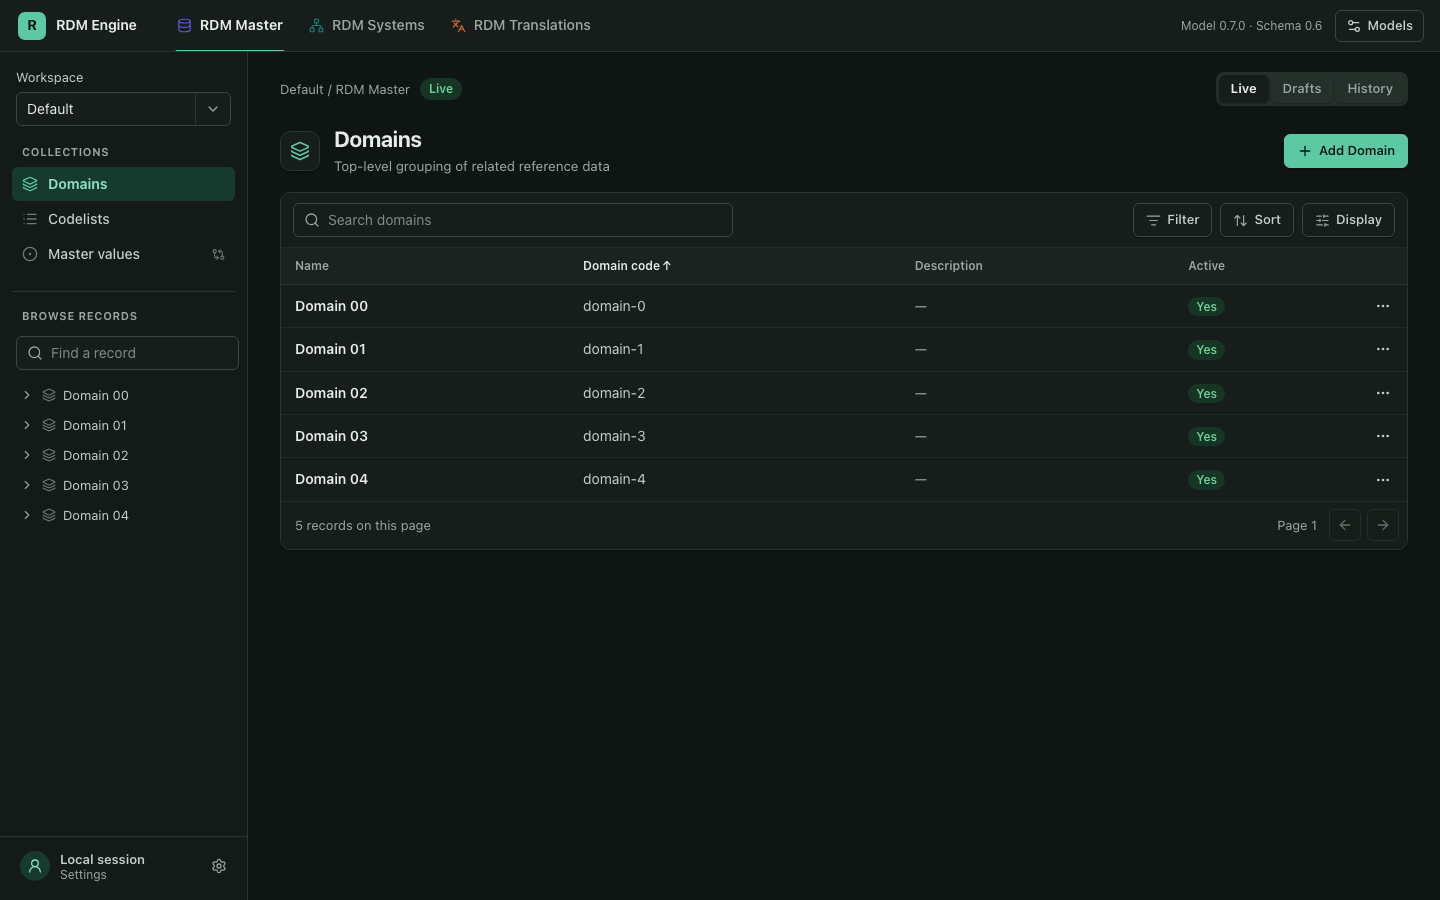 R RDM Engine RDM Master RDM Systems RDM Translations Model 0.7.0 · Schema 0.6 Models
Workspace
Default
COLLECTIONS
Domains
Codelists
Master values
BROWSE RECORDS
Find a record
Domain 00
Domain 01
Domain 02
Domain 03
Domain 04
Local session
Settings
Default / RDM Master Live Live Drafts History
Domains
Top-level grouping of related reference data
Add Domain
Search domains Filter Sort Display
Name Domain code ↑ Description Active
Domain 00 domain-0 — Yes
Domain 01 domain-1 — Yes
Domain 02 domain-2 — Yes
Domain 03 domain-3 — Yes
Domain 04 domain-4 — Yes
5 records on this page Page 1